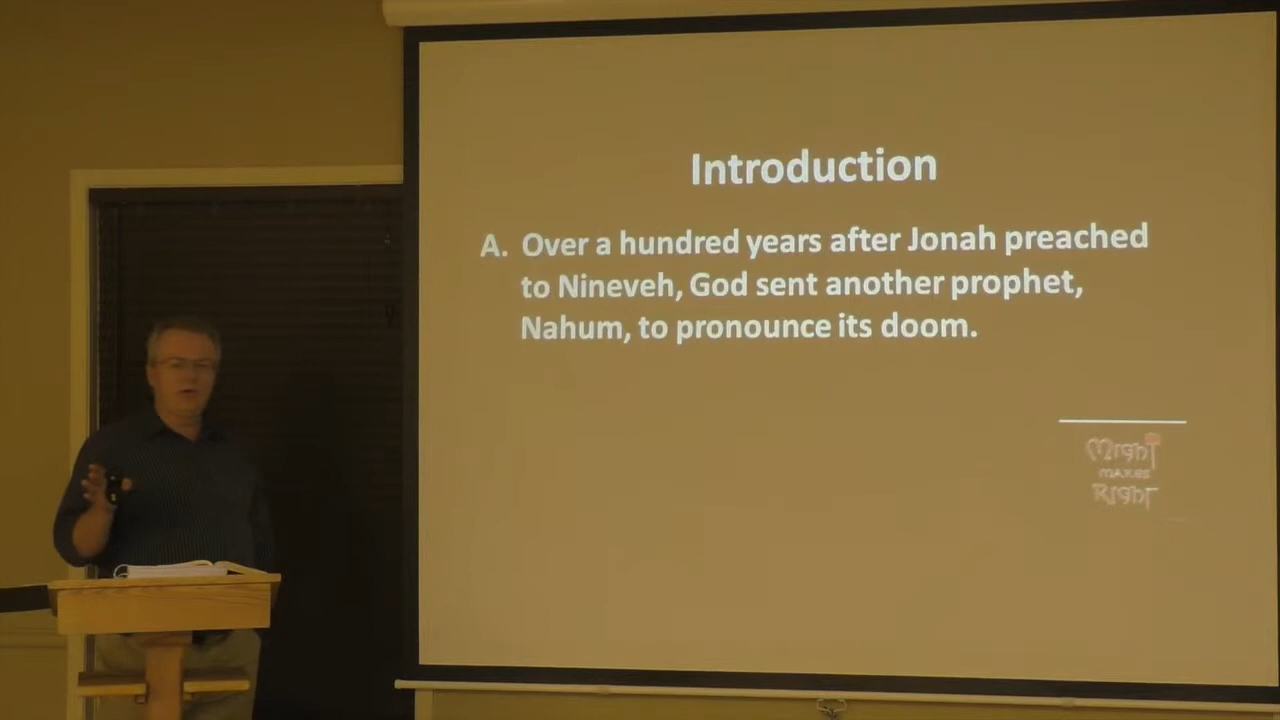 Introduction
A. Over a hundred years after Jonah preached
to Nineveh, God sent another prophet,
Nahum, to pronounce its doom.
Might
makes
Right